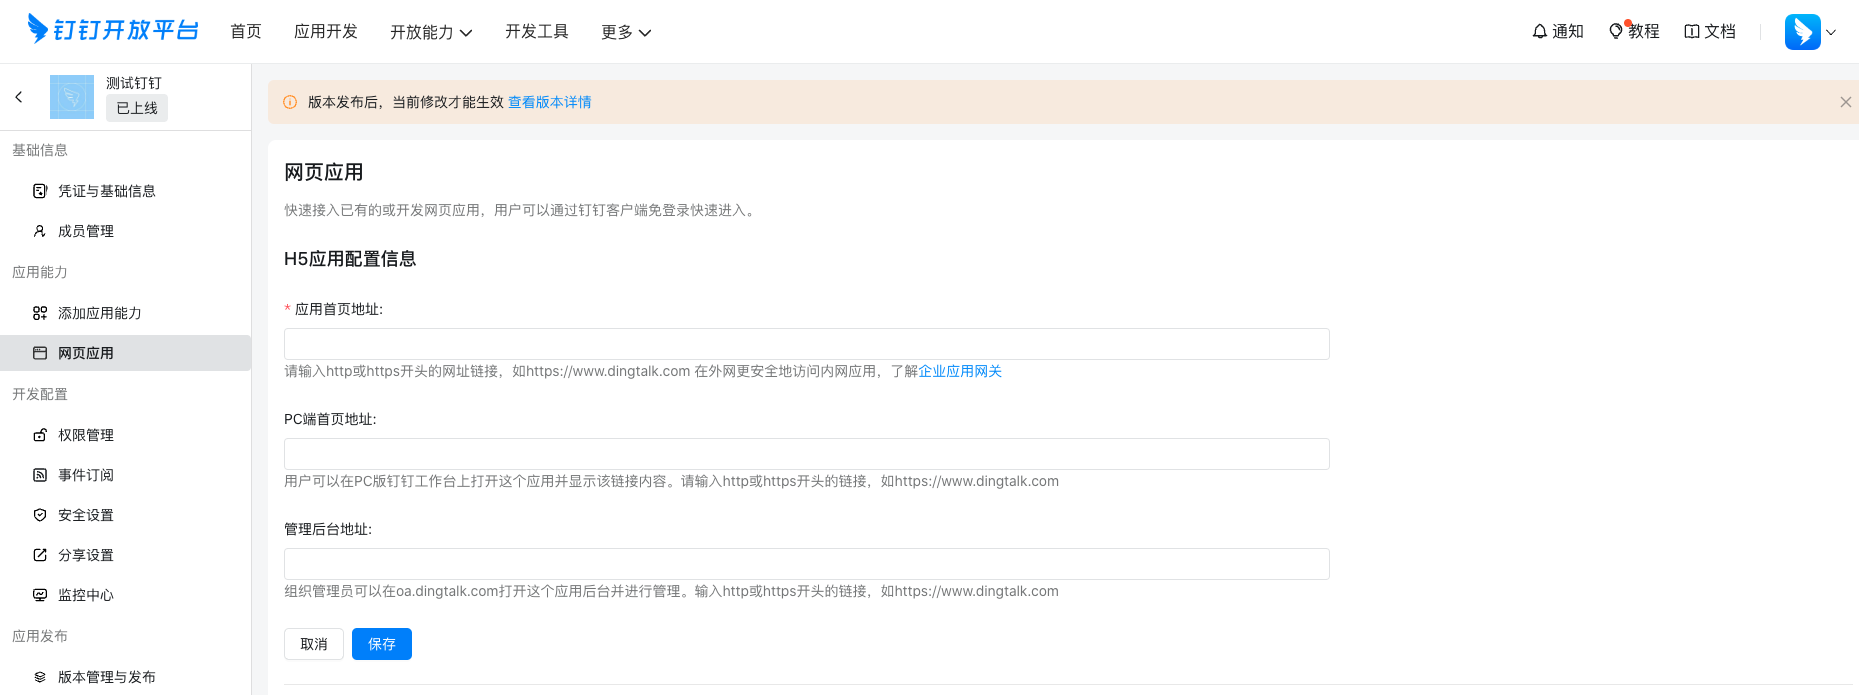 钉钉开放平台 首页 应用开发 开放能力 开发工具 更多 通知 教程 文档
测试钉钉
已上线
基础信息
凭证与基础信息
成员管理
应用能力
添加应用能力
网页应用
开发配置
权限管理
事件订阅
安全设置
分享设置
监控中心
应用发布
版本管理与发布
版本发布后，当前修改才能生效 查看版本详情
网页应用
快速接入已有的或开发网页应用，用户可以通过钉钉客户端免登录快速进入。
H5应用配置信息
* 应用首页地址:
请输入http或https开头的网址链接，如https://www.dingtalk.com 在外网更安全地访问内网应用，了解企业应用网关
PC端首页地址:
用户可以在PC版钉钉工作台上打开这个应用并显示该链接内容。请输入http或https开头的链接，如https://www.dingtalk.com
管理后台地址:
组织管理员可以在oa.dingtalk.com打开这个应用后台并进行管理。输入http或https开头的链接，如https://www.dingtalk.com
取消 保存